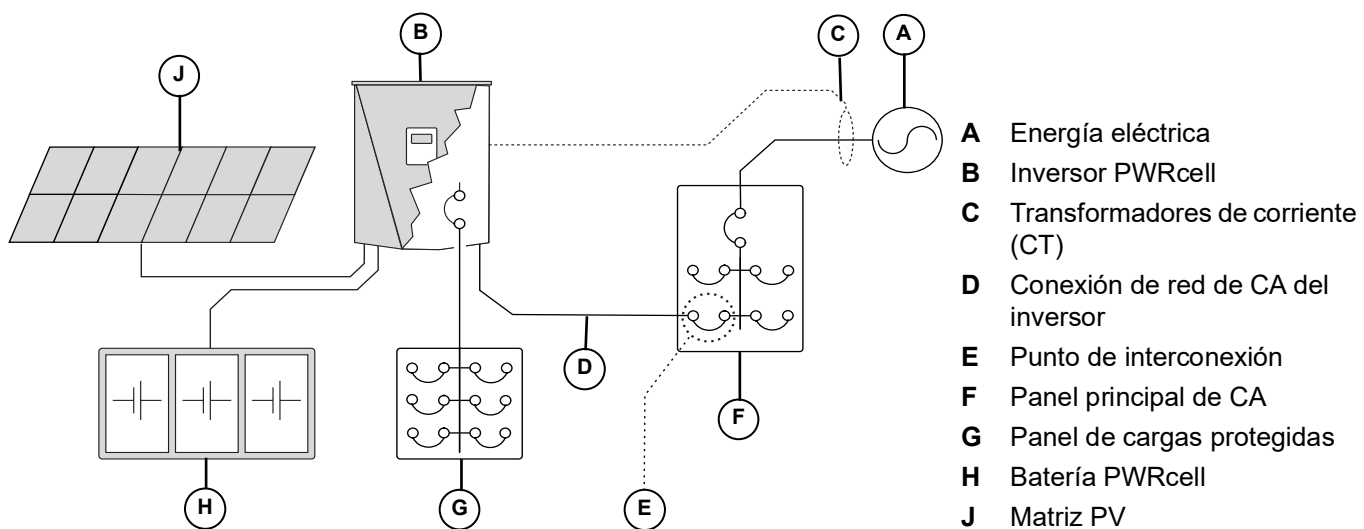 B
C
A
J
D
F
H
G
E
A Energía eléctrica
B Inversor PWRcell
C Transformadores de corriente
(CT)
D Conexión de red de CA del
inversor
E Punto de interconexión
F Panel principal de CA
G Panel de cargas protegidas
H Batería PWRcell
J Matriz PV